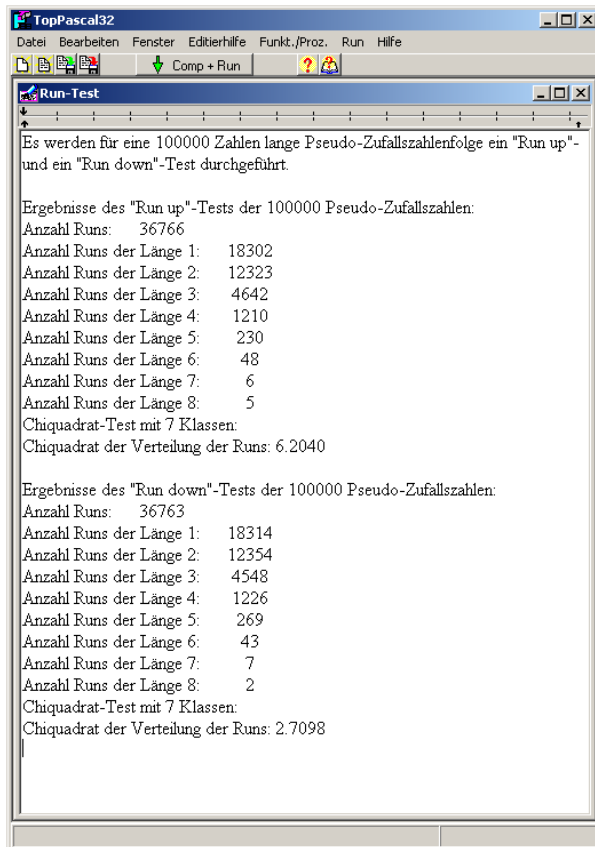 TopPascal32
Datei Bearbeiten Fenster Editierhilfe Funkt./Proz. Run Hilfe
Comp + Run
Run-Test
Es werden für eine 100000 Zahlen lange Pseudo-Zufallszahlenfolge ein "Run up"-
und ein "Run down"-Test durchgeführt.
Ergebnisse des "Run up"-Tests der 100000 Pseudo-Zufallszahlen:
Anzahl Runs: 36766
Anzahl Runs der Länge 1: 18302
Anzahl Runs der Länge 2: 12323
Anzahl Runs der Länge 3: 4642
Anzahl Runs der Länge 4: 1210
Anzahl Runs der Länge 5: 230
Anzahl Runs der Länge 6: 48
Anzahl Runs der Länge 7: 6
Anzahl Runs der Länge 8: 5
Chiquadrat-Test mit 7 Klassen:
Chiquadrat der Verteilung der Runs: 6.2040
Ergebnisse des "Run down"-Tests der 100000 Pseudo-Zufallszahlen:
Anzahl Runs: 36763
Anzahl Runs der Länge 1: 18314
Anzahl Runs der Länge 2: 12354
Anzahl Runs der Länge 3: 4548
Anzahl Runs der Länge 4: 1226
Anzahl Runs der Länge 5: 269
Anzahl Runs der Länge 6: 43
Anzahl Runs der Länge 7: 7
Anzahl Runs der Länge 8: 2
Chiquadrat-Test mit 7 Klassen:
Chiquadrat der Verteilung der Runs: 2.7098